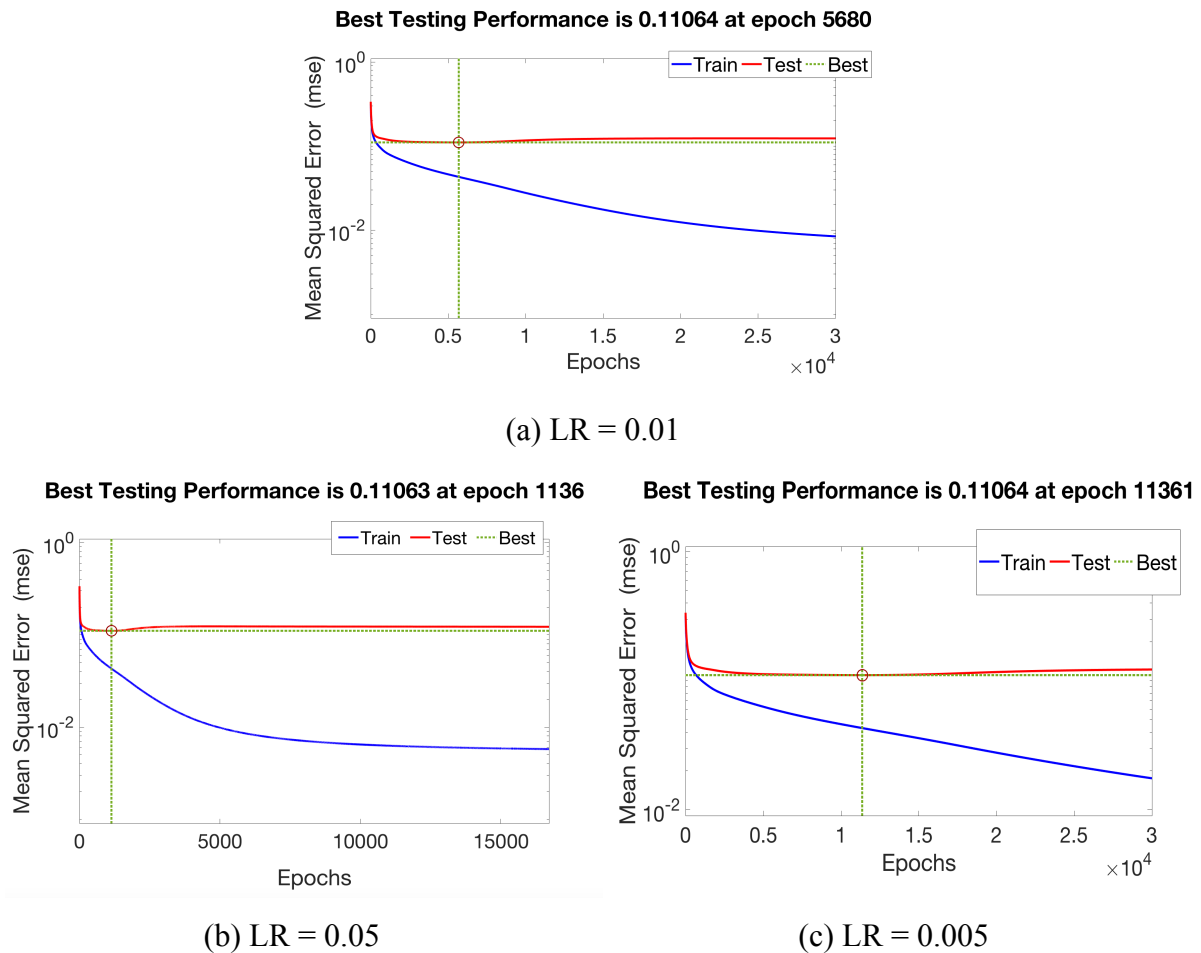 Best Testing Performance is 0.11064 at epoch 5680
Train Test Best
Mean Squared Error (mse)
10^0
10^-2
0 0.5 1 1.5 2 2.5 3
Epochs
×10^4
(a) LR = 0.01
Best Testing Performance is 0.11063 at epoch 1136
Train Test Best
Mean Squared Error (mse)
10^0
10^-2
0 5000 10000 15000
Epochs
(b) LR = 0.05
Best Testing Performance is 0.11064 at epoch 11361
Train Test Best
Mean Squared Error (mse)
10^0
10^-2
0 0.5 1 1.5 2 2.5 3
Epochs
×10^4
(c) LR = 0.005